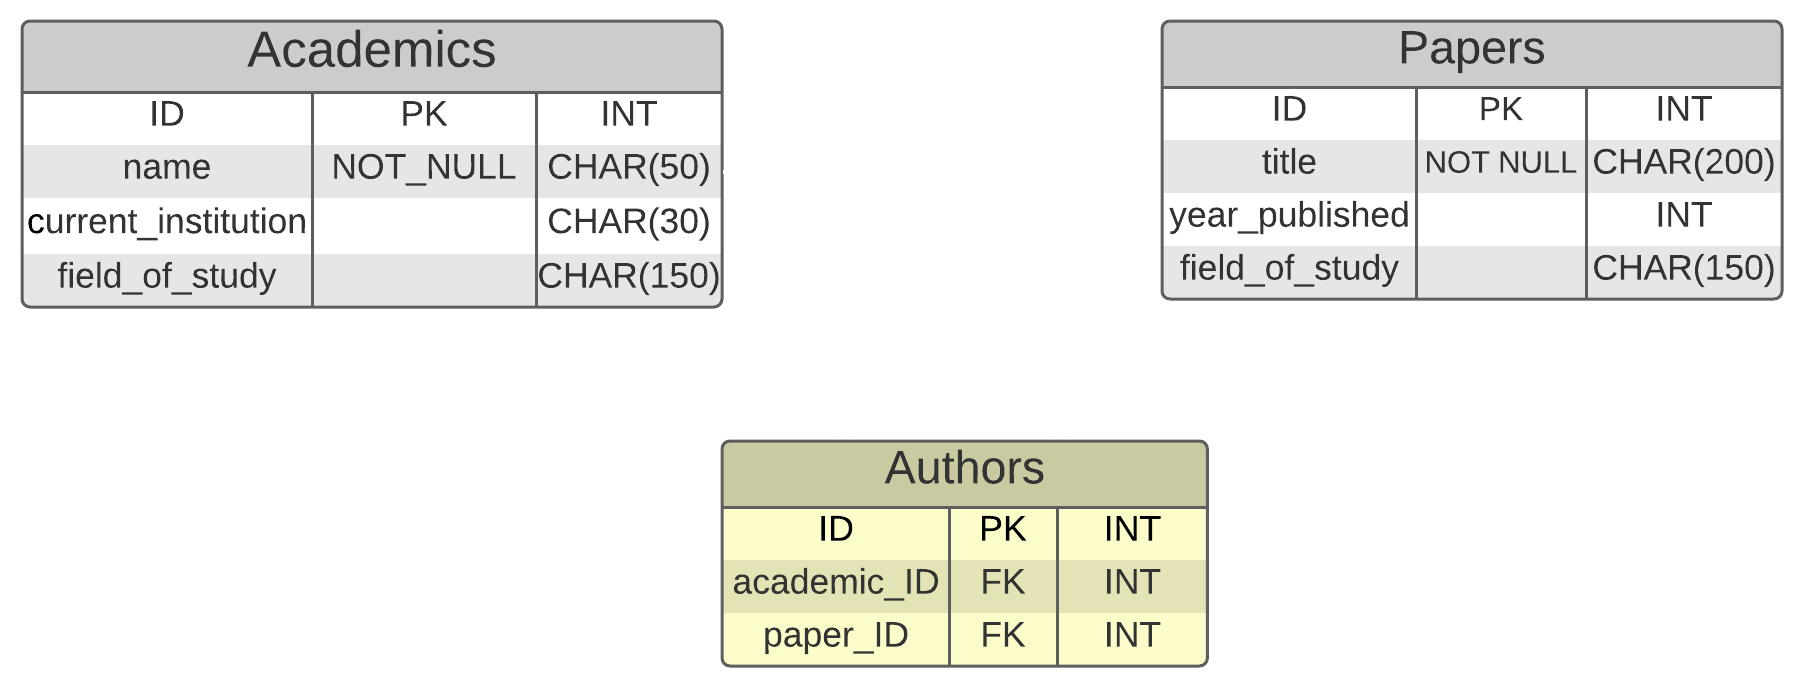 Academics
ID PK INT
name NOT_NULL CHAR(50)
current_institution CHAR(30)
field_of_study CHAR(150)
Papers
ID PK INT
title NOT NULL CHAR(200)
year_published INT
field_of_study CHAR(150)
Authors
ID PK INT
academic_ID FK INT
paper_ID FK INT